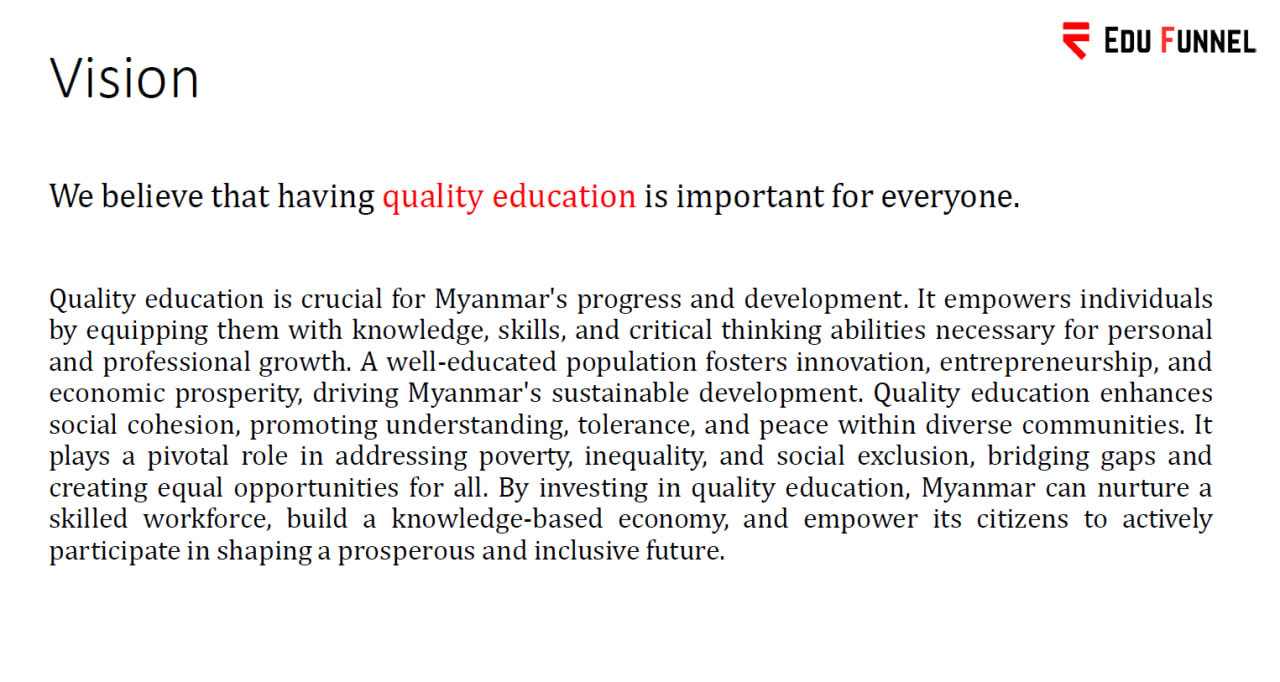 EDU FUNNEL
Vision
We believe that having quality education is important for everyone.
Quality education is crucial for Myanmar's progress and development. It empowers individuals
by equipping them with knowledge, skills, and critical thinking abilities necessary for personal
and professional growth. A well-educated population fosters innovation, entrepreneurship, and
economic prosperity, driving Myanmar's sustainable development. Quality education enhances
social cohesion, promoting understanding, tolerance, and peace within diverse communities. It
plays a pivotal role in addressing poverty, inequality, and social exclusion, bridging gaps and
creating equal opportunities for all. By investing in quality education, Myanmar can nurture a
skilled workforce, build a knowledge-based economy, and empower its citizens to actively
participate in shaping a prosperous and inclusive future.